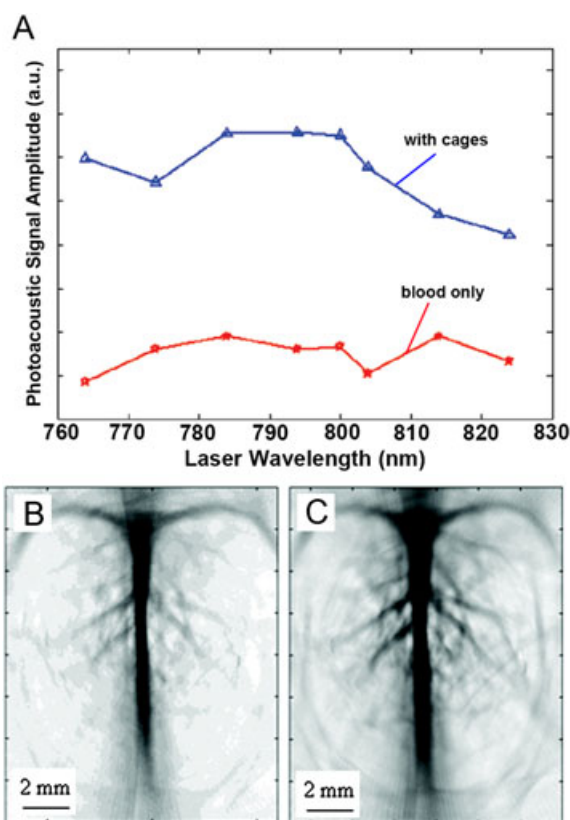 A
Photoacoustic Signal Amplitude (a.u.)
with cages
blood only
760 770 780 790 800 810 820 830
Laser Wavelength (nm)
B
C
2 mm
2 mm